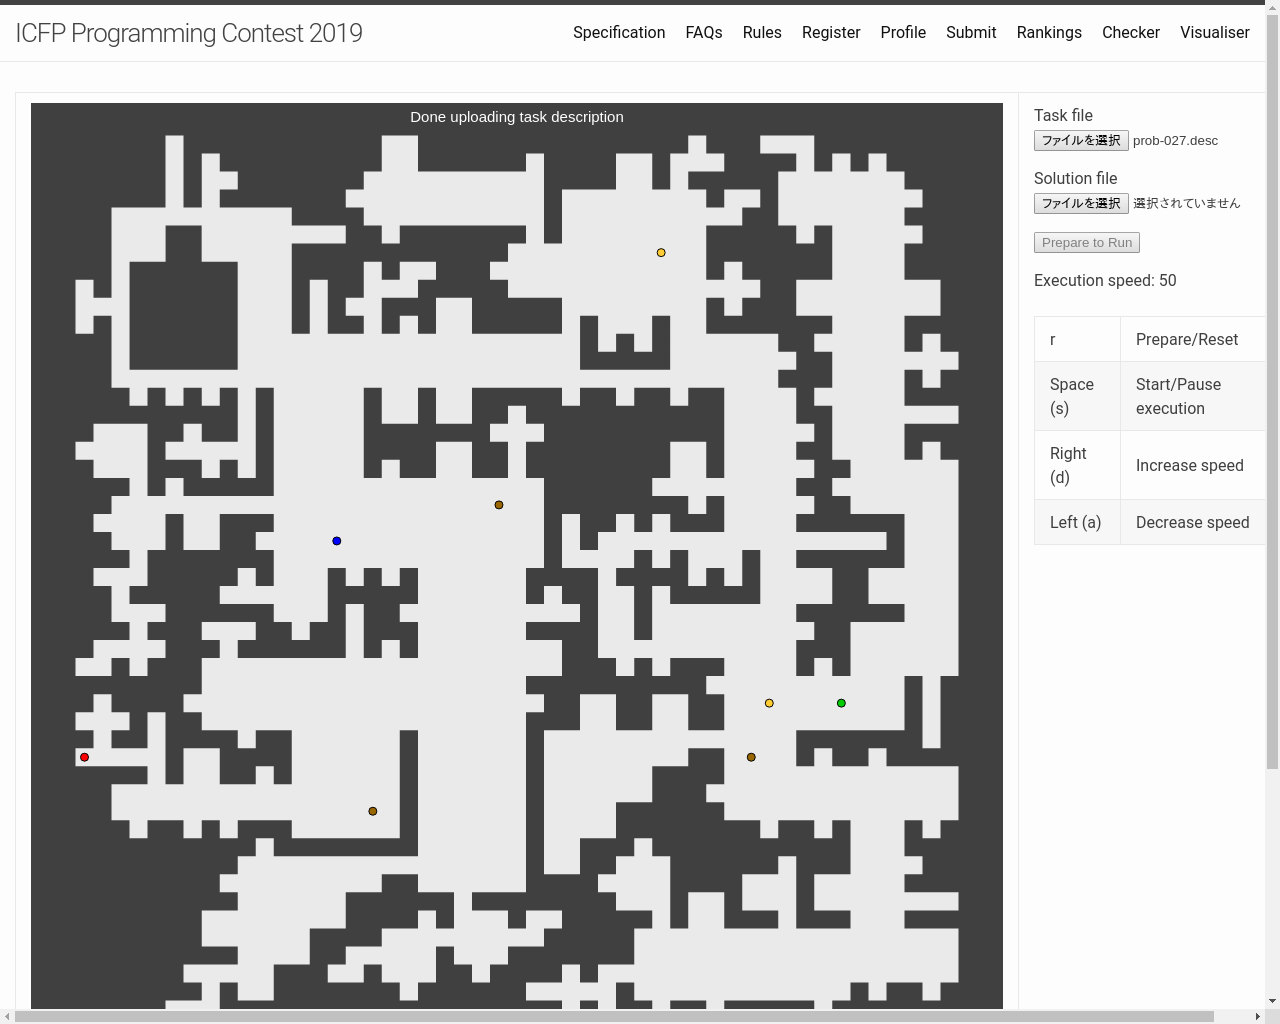 ICFP Programming Contest 2019
Specification FAQs Rules Register Profile Submit Rankings Checker Visualiser
Done uploading task description
Task file
ファイルを選択 prob-027.desc
Solution file
ファイルを選択 選択されていません
Prepare to Run
Execution speed: 50
r Prepare/Reset
Space (s) Start/Pause execution
Right (d) Increase speed
Left (a) Decrease speed